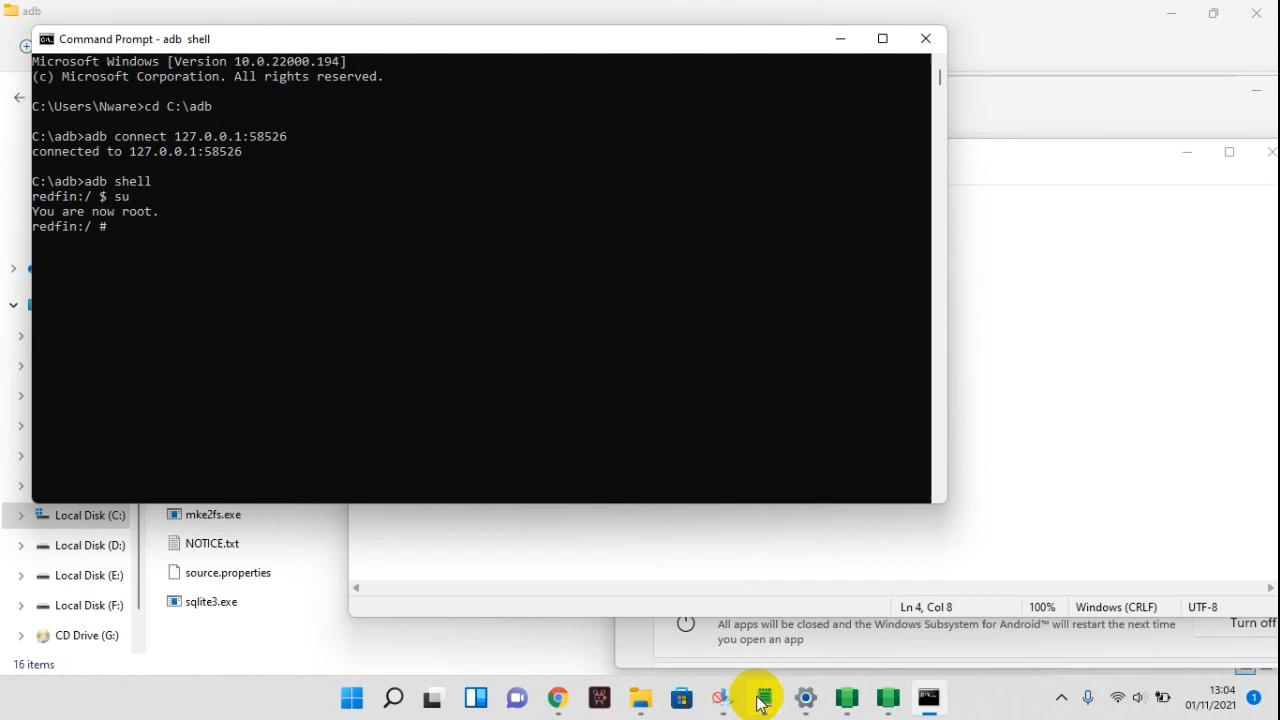 adb
Command Prompt - adb  shell
Microsoft Windows [Version 10.0.22000.194]
(c) Microsoft Corporation. All rights reserved.
C:\Users\Nware>cd C:\adb
C:\adb>adb connect 127.0.0.1:58526
connected to 127.0.0.1:58526
C:\adb>adb shell
redfin:/ $ su
You are now root.
redfin:/ #
Local Disk (C:)
Local Disk (D:)
Local Disk (E:)
Local Disk (F:)
CD Drive (G:)
mke2fs.exe
NOTICE.txt
source.properties
sqlite3.exe
16 items
Ln 4, Col 8
100%
Windows (CRLF)
UTF-8
All apps will be closed and the Windows Subsystem for Android™ will restart the next time
you open an app
Turn off
13:04
01/11/2021
1